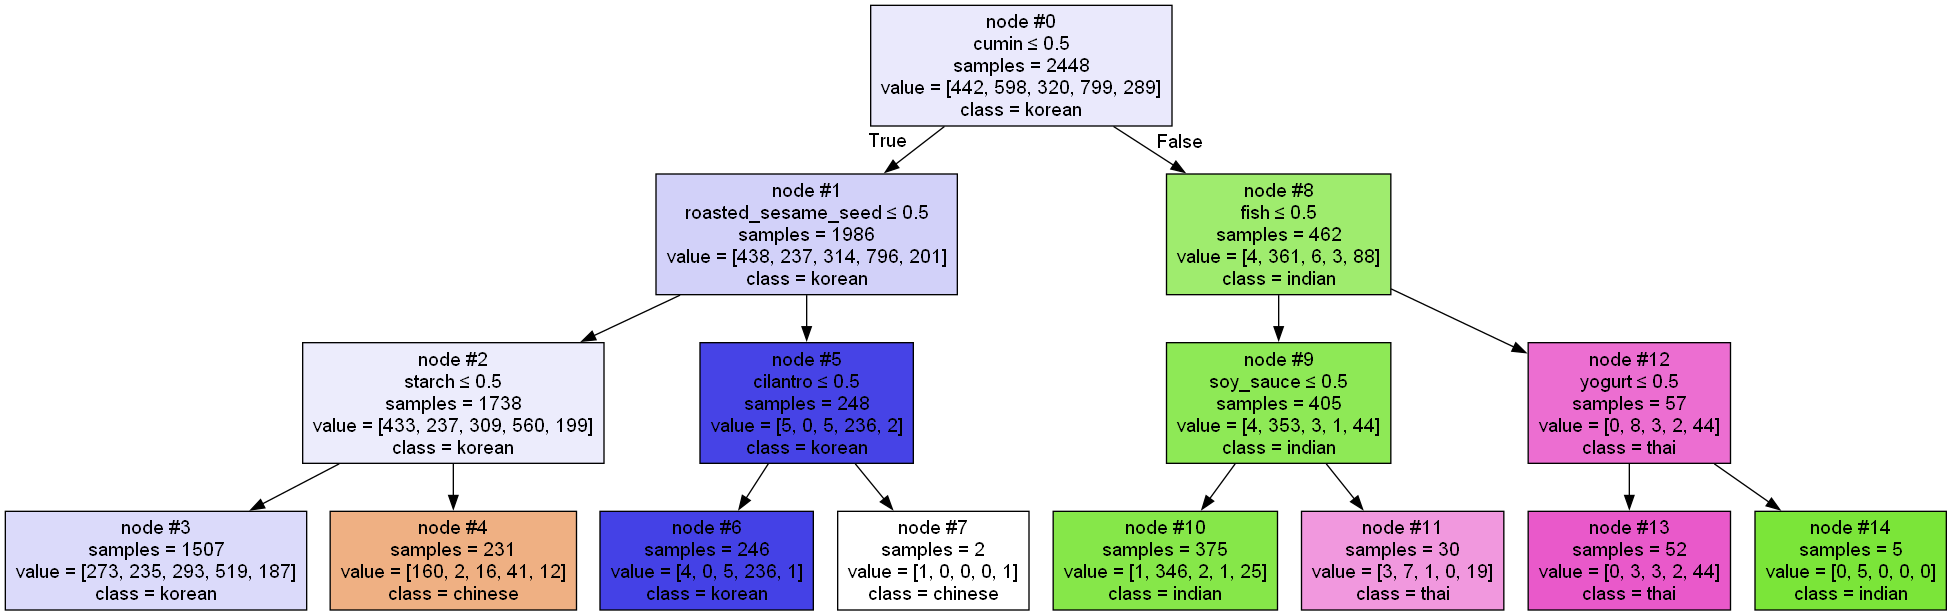 node #0
cumin ≤ 0.5
samples = 2448
value = [442, 598, 320, 799, 289]
class = korean
True
False
node #1
roasted_sesame_seed ≤ 0.5
samples = 1986
value = [438, 237, 314, 796, 201]
class = korean
node #8
fish ≤ 0.5
samples = 462
value = [4, 361, 6, 3, 88]
class = indian
node #2
starch ≤ 0.5
samples = 1738
value = [433, 237, 309, 560, 199]
class = korean
node #5
cilantro ≤ 0.5
samples = 248
value = [5, 0, 5, 236, 2]
class = korean
node #9
soy_sauce ≤ 0.5
samples = 405
value = [4, 353, 3, 1, 44]
class = indian
node #12
yogurt ≤ 0.5
samples = 57
value = [0, 8, 3, 2, 44]
class = thai
node #3
samples = 1507
value = [273, 235, 293, 519, 187]
class = korean
node #4
samples = 231
value = [160, 2, 16, 41, 12]
class = chinese
node #6
samples = 246
value = [4, 0, 5, 236, 1]
class = korean
node #7
samples = 2
value = [1, 0, 0, 0, 1]
class = chinese
node #10
samples = 375
value = [1, 346, 2, 1, 25]
class = indian
node #11
samples = 30
value = [3, 7, 1, 0, 19]
class = thai
node #13
samples = 52
value = [0, 3, 3, 2, 44]
class = thai
node #14
samples = 5
value = [0, 5, 0, 0, 0]
class = indian